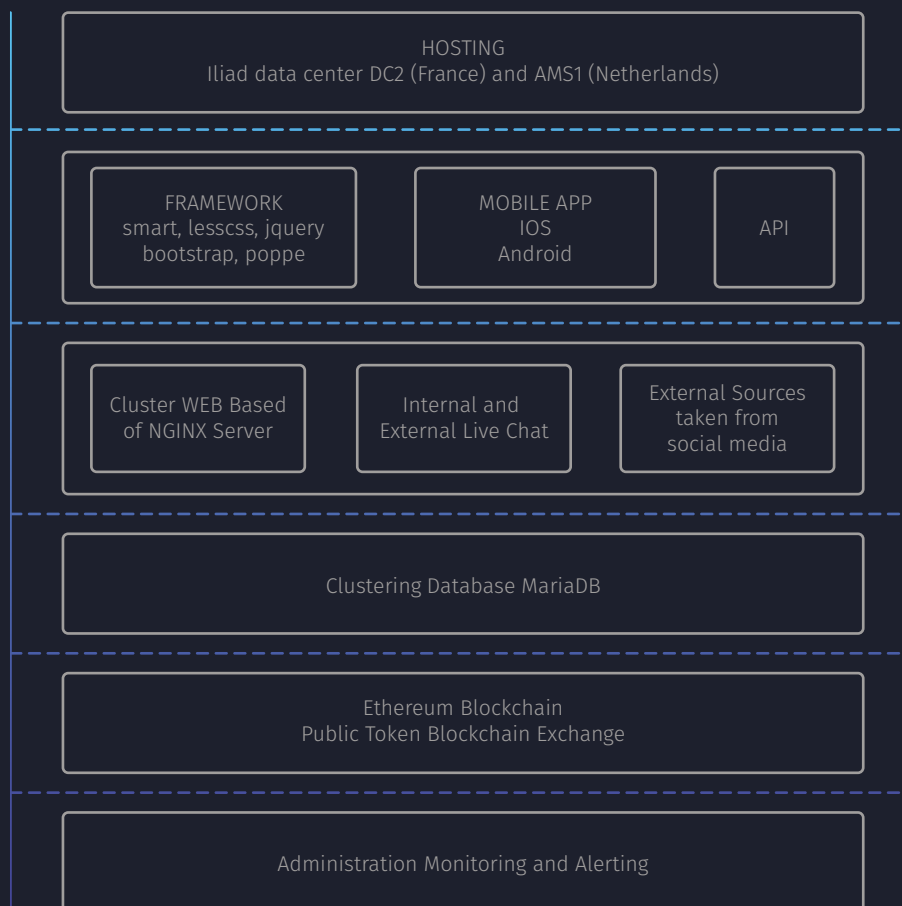 HOSTING
Iliad data center DC2 (France) and AMS1 (Netherlands)
FRAMEWORK
smart, lesscss, jquery
bootstrap, poppe
MOBILE APP
IOS
Android
API
Cluster WEB Based
of NGINX Server
Internal and
External Live Chat
External Sources
taken from
social media
Clustering Database MariaDB
Ethereum Blockchain
Public Token Blockchain Exchange
Administration Monitoring and Alerting